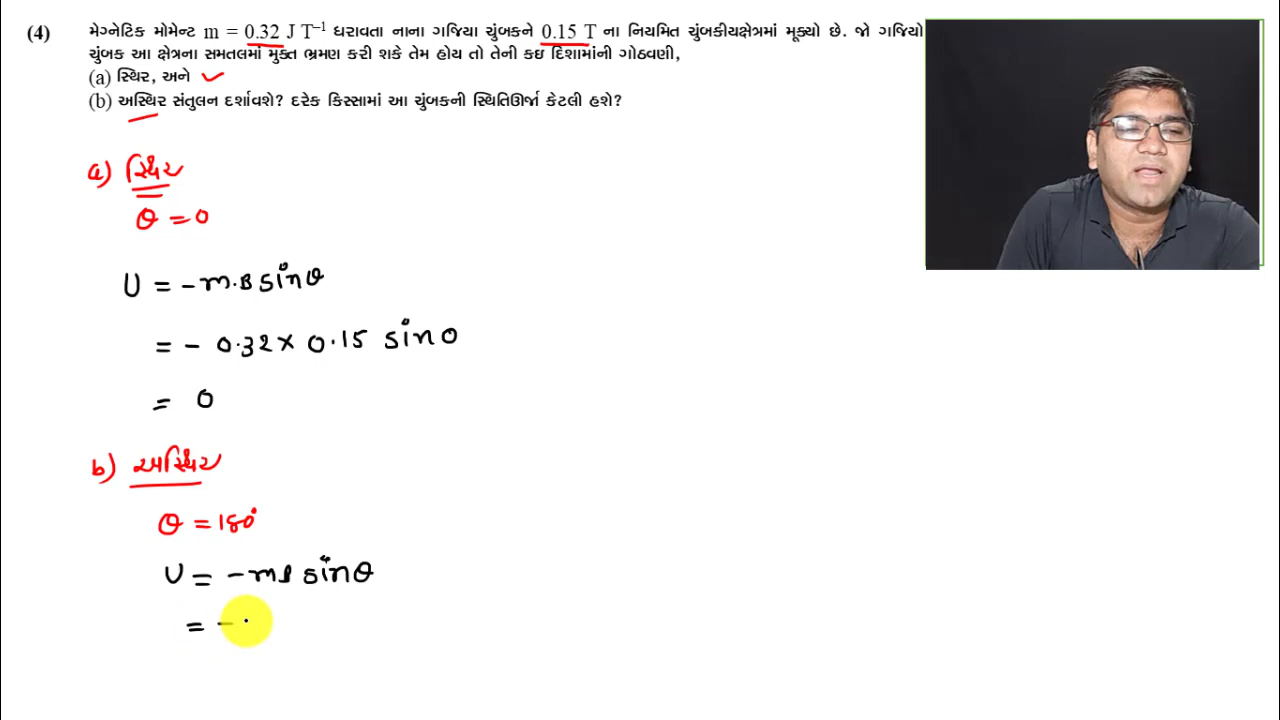 (4) મેગ્નેટિક મોમેન્ટ m = 0.32 J T⁻¹ ધરાવતા નાના ગજિયા ચુંબકને 0.15 T ના નિયમિત ચુંબકીયક્ષેત્રમાં મૂક્યો છે. જો ગજિયો
ચુંબક આ ક્ષેત્રના સમતલમાં મુક્ત ભ્રમણ કરી શકે તેમ હોય તો તેની કઇ દિશામાંની ગોઠવણી,
(a) સ્થિર, અને
(b) અસ્થિર સંતુલન દર્શાવશે? દરેક કિસ્સામાં આ ચુંબકની સ્થિતિઊર્જા કેટલી હશે?
a) સ્થિર
θ = 0
U = - m.B sinθ
= - 0.32 × 0.15 sin0
= 0
b) અસ્થિર
θ = 180°
U = - mB sinθ
= -